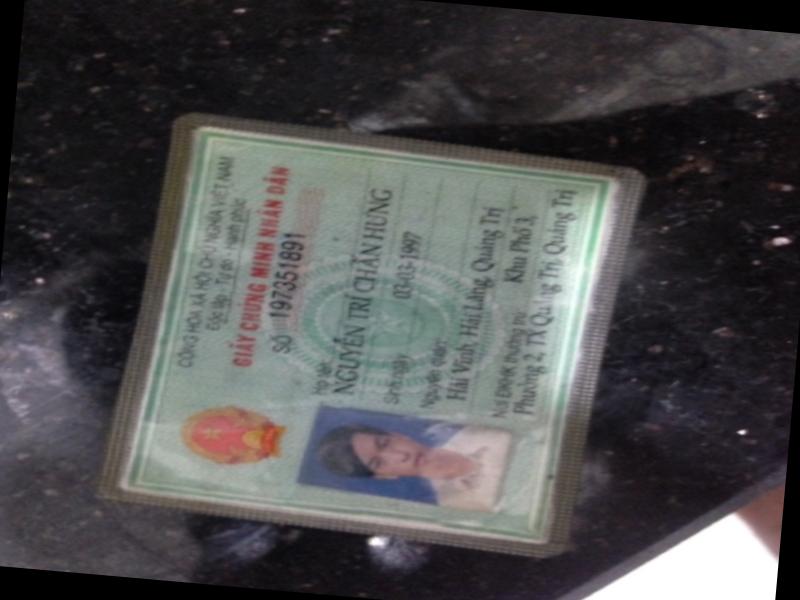 CỘNG HÒA XÃ HỘI CHỦ NGHĨA VIỆT NAM
Độc lập - Tự do - Hạnh phúc
GIẤY CHỨNG MINH NHÂN DÂN
SỐ 197351891
Họ tên
NGUYỄN TRÍ CHẤN HƯNG
Sinh ngày 03-03-1997
Nguyên quán:
Hải Vĩnh, Hải Lăng, Quảng Trị
Nơi ĐKHK thường trú Khu Phố 3,
Phường 2, TX Quảng Trị, Quảng Trị